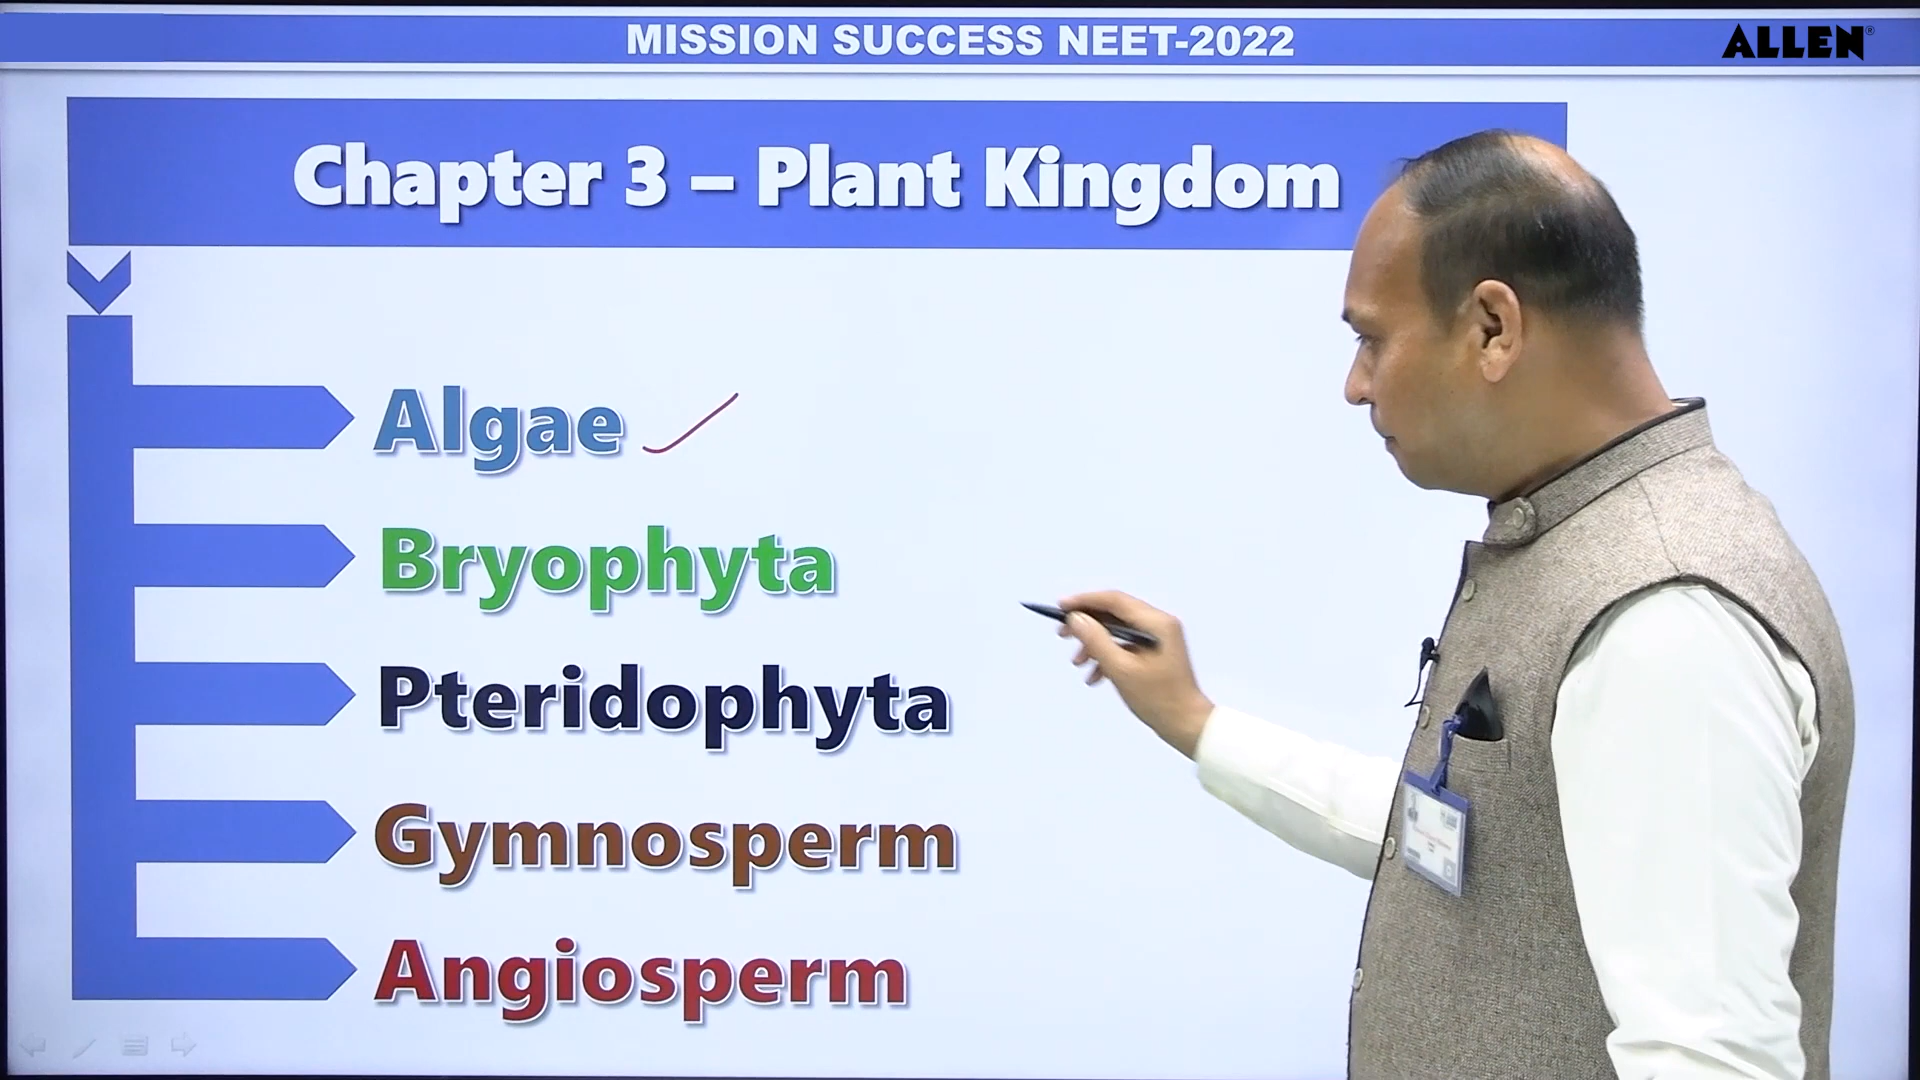 MISSION SUCCESS NEET-2022
ALLEN®
Chapter 3 – Plant Kingdom
Algae
Bryophyta
Pteridophyta
Gymnosperm
Angiosperm